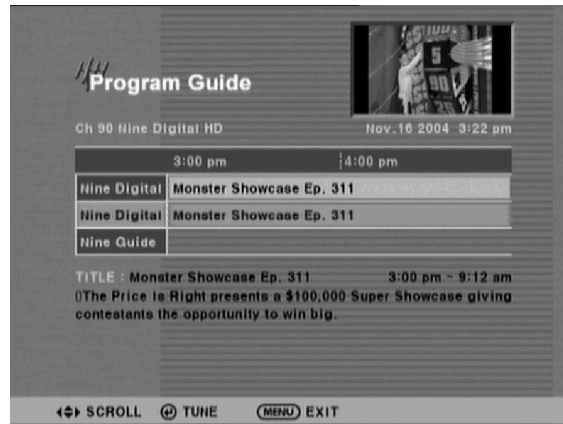 Program Guide
Ch 90 Nine Digital HD
Nov.16 2004 3:22 pm
3:00 pm 4:00 pm
Nine Digital Monster Showcase Ep. 311
Nine Digital Monster Showcase Ep. 311
Nine Guide
TITLE : Monster Showcase Ep. 311 3:00 pm ~ 9:12 am
The Price Is Right presents a $100,000 Super Showcase giving
contestants the opportunity to win big.
SCROLL TUNE MENU EXIT
5
90